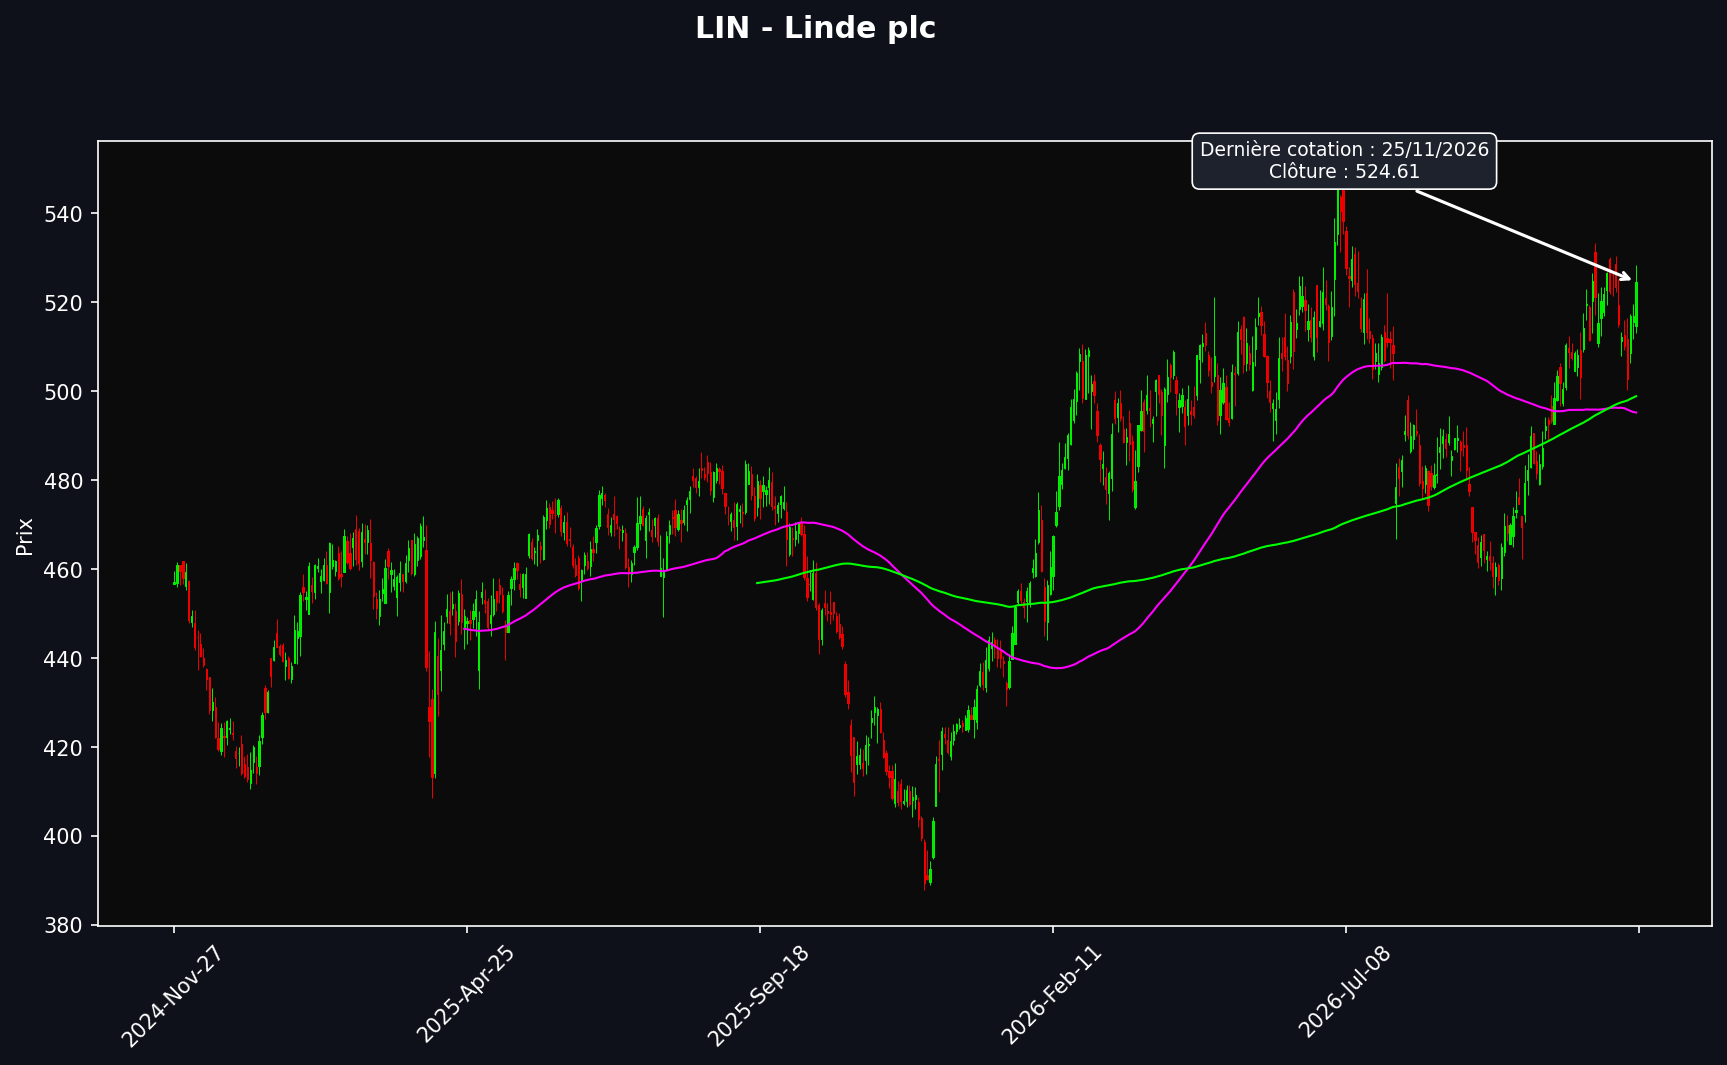 LIN - Linde plc
Dernière cotation : 25/11/2026
Clôture : 524.61
Prix
540
520
500
480
460
440
420
400
380
2024-Nov-27
2025-Apr-25
2025-Sep-18
2026-Feb-11
2026-Jul-08